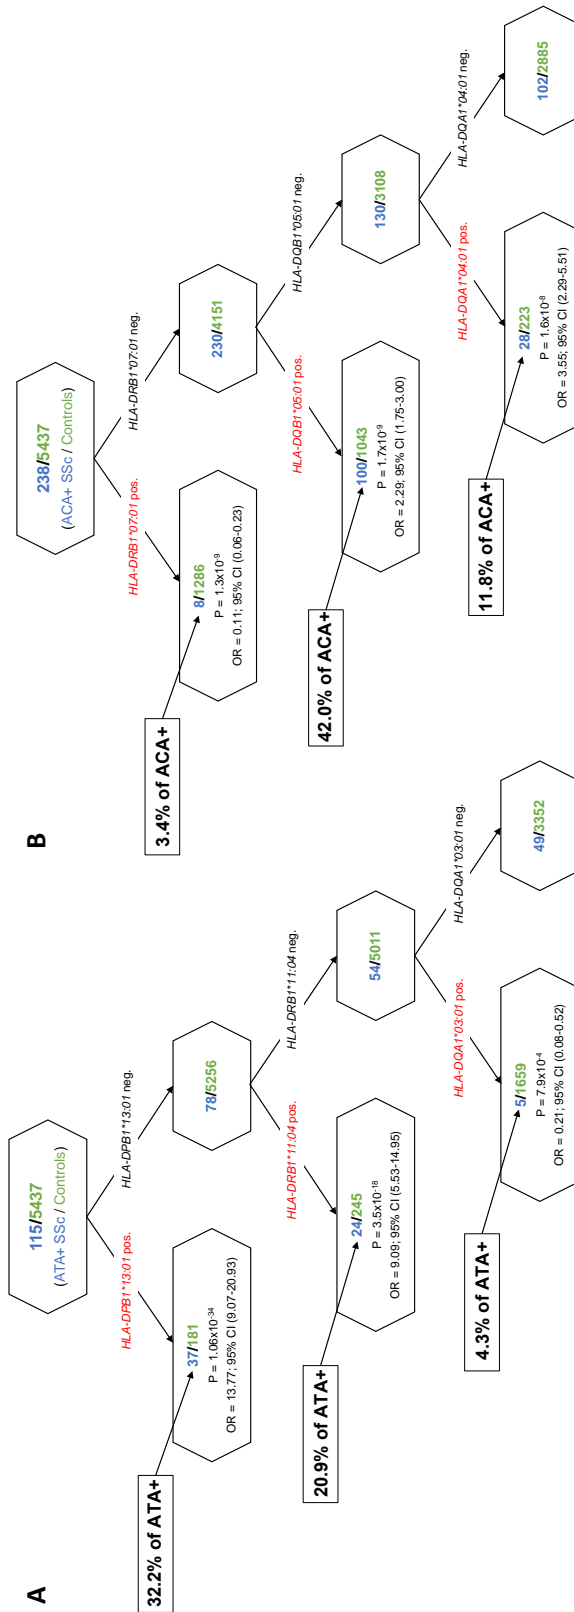 A
115/5437
(ATA+ SSc / Controls)
HLA-DPB1*13:01 pos.
HLA-DPB1*13:01 neg.
32.2% of ATA+
37/181
P = 1.06x10⁻³⁴
OR = 13.77; 95% CI (9.07-20.93)
78/5256
HLA-DRB1*11:04 pos.
HLA-DRB1*11:04 neg.
20.9% of ATA+
24/245
P = 3.5x10⁻¹⁸
OR = 9.09; 95% CI (5.53-14.95)
54/5011
HLA-DQA1*03:01 pos.
HLA-DQA1*03:01 neg.
4.3% of ATA+
5/1659
P = 7.9x10⁻⁴
OR = 0.21; 95% CI (0.08-0.52)
49/3352
B
238/5437
(ACA+ SSc / Controls)
HLA-DRB1*07:01 pos.
HLA-DRB1*07:01 neg.
3.4% of ACA+
8/1286
P = 1.3x10⁻⁹
OR = 0.11; 95% CI (0.06-0.23)
230/4151
HLA-DQB1*05:01 pos.
HLA-DQB1*05:01 neg.
42.0% of ACA+
100/1043
P = 1.7x10⁻⁹
OR = 2.29; 95% CI (1.75-3.00)
130/3108
HLA-DQA1*04:01 pos.
HLA-DQA1*04:01 neg.
11.8% of ACA+
28/223
P = 1.6x10⁻⁸
OR = 3.55; 95% CI (2.29-5.51)
102/2885